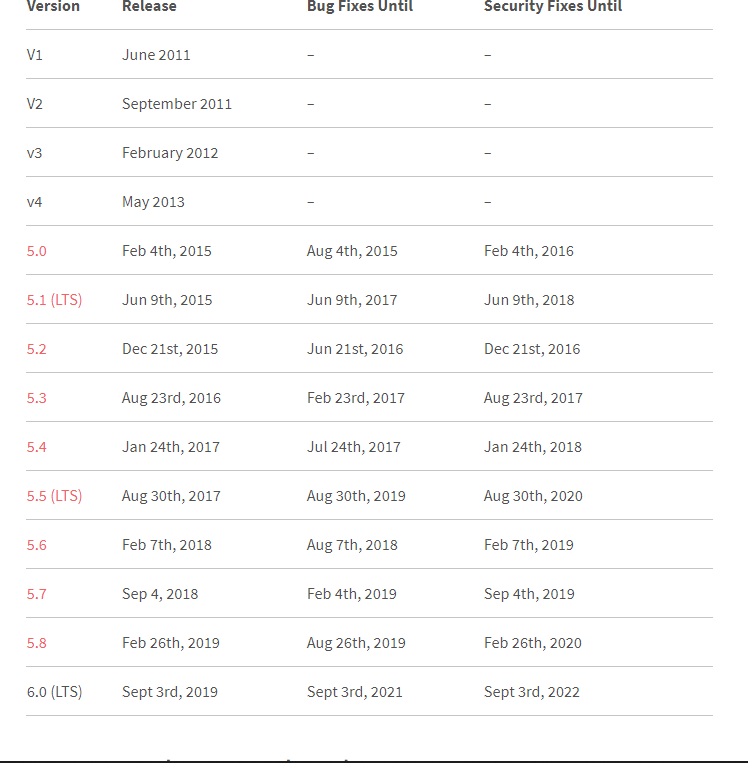 Version Release Bug Fixes Until Security Fixes Until
V1 June 2011 – –
V2 September 2011 – –
v3 February 2012 – –
v4 May 2013 – –
5.0 Feb 4th, 2015 Aug 4th, 2015 Feb 4th, 2016
5.1 (LTS) Jun 9th, 2015 Jun 9th, 2017 Jun 9th, 2018
5.2 Dec 21st, 2015 Jun 21st, 2016 Dec 21st, 2016
5.3 Aug 23rd, 2016 Feb 23rd, 2017 Aug 23rd, 2017
5.4 Jan 24th, 2017 Jul 24th, 2017 Jan 24th, 2018
5.5 (LTS) Aug 30th, 2017 Aug 30th, 2019 Aug 30th, 2020
5.6 Feb 7th, 2018 Aug 7th, 2018 Feb 7th, 2019
5.7 Sep 4, 2018 Feb 4th, 2019 Sep 4th, 2019
5.8 Feb 26th, 2019 Aug 26th, 2019 Feb 26th, 2020
6.0 (LTS) Sept 3rd, 2019 Sept 3rd, 2021 Sept 3rd, 2022